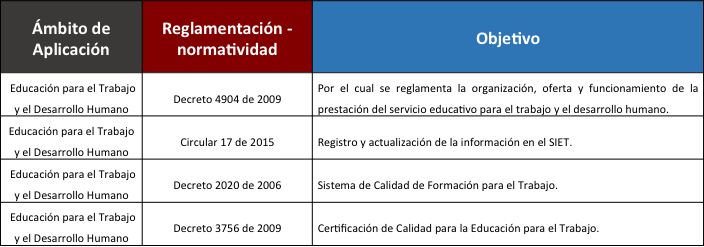 Ámbito de Aplicación
Reglamentación - normatividad
Objetivo
Educación para el Trabajo
y el Desarrollo Humano
Decreto 4904 de 2009
Por el cual se reglamenta la organización, oferta y funcionamiento de la
prestación del servicio educativo para el trabajo y el desarrollo humano.
Educación para el Trabajo
y el Desarrollo Humano
Circular 17 de 2015
Registro y actualización de la información en el SIET.
Educación para el Trabajo
y el Desarrollo Humano
Decreto 2020 de 2006
Sistema de Calidad de Formación para el Trabajo.
Educación para el Trabajo
y el Desarrollo Humano
Decreto 3756 de 2009
Certificación de Calidad para la Educación para el Trabajo.